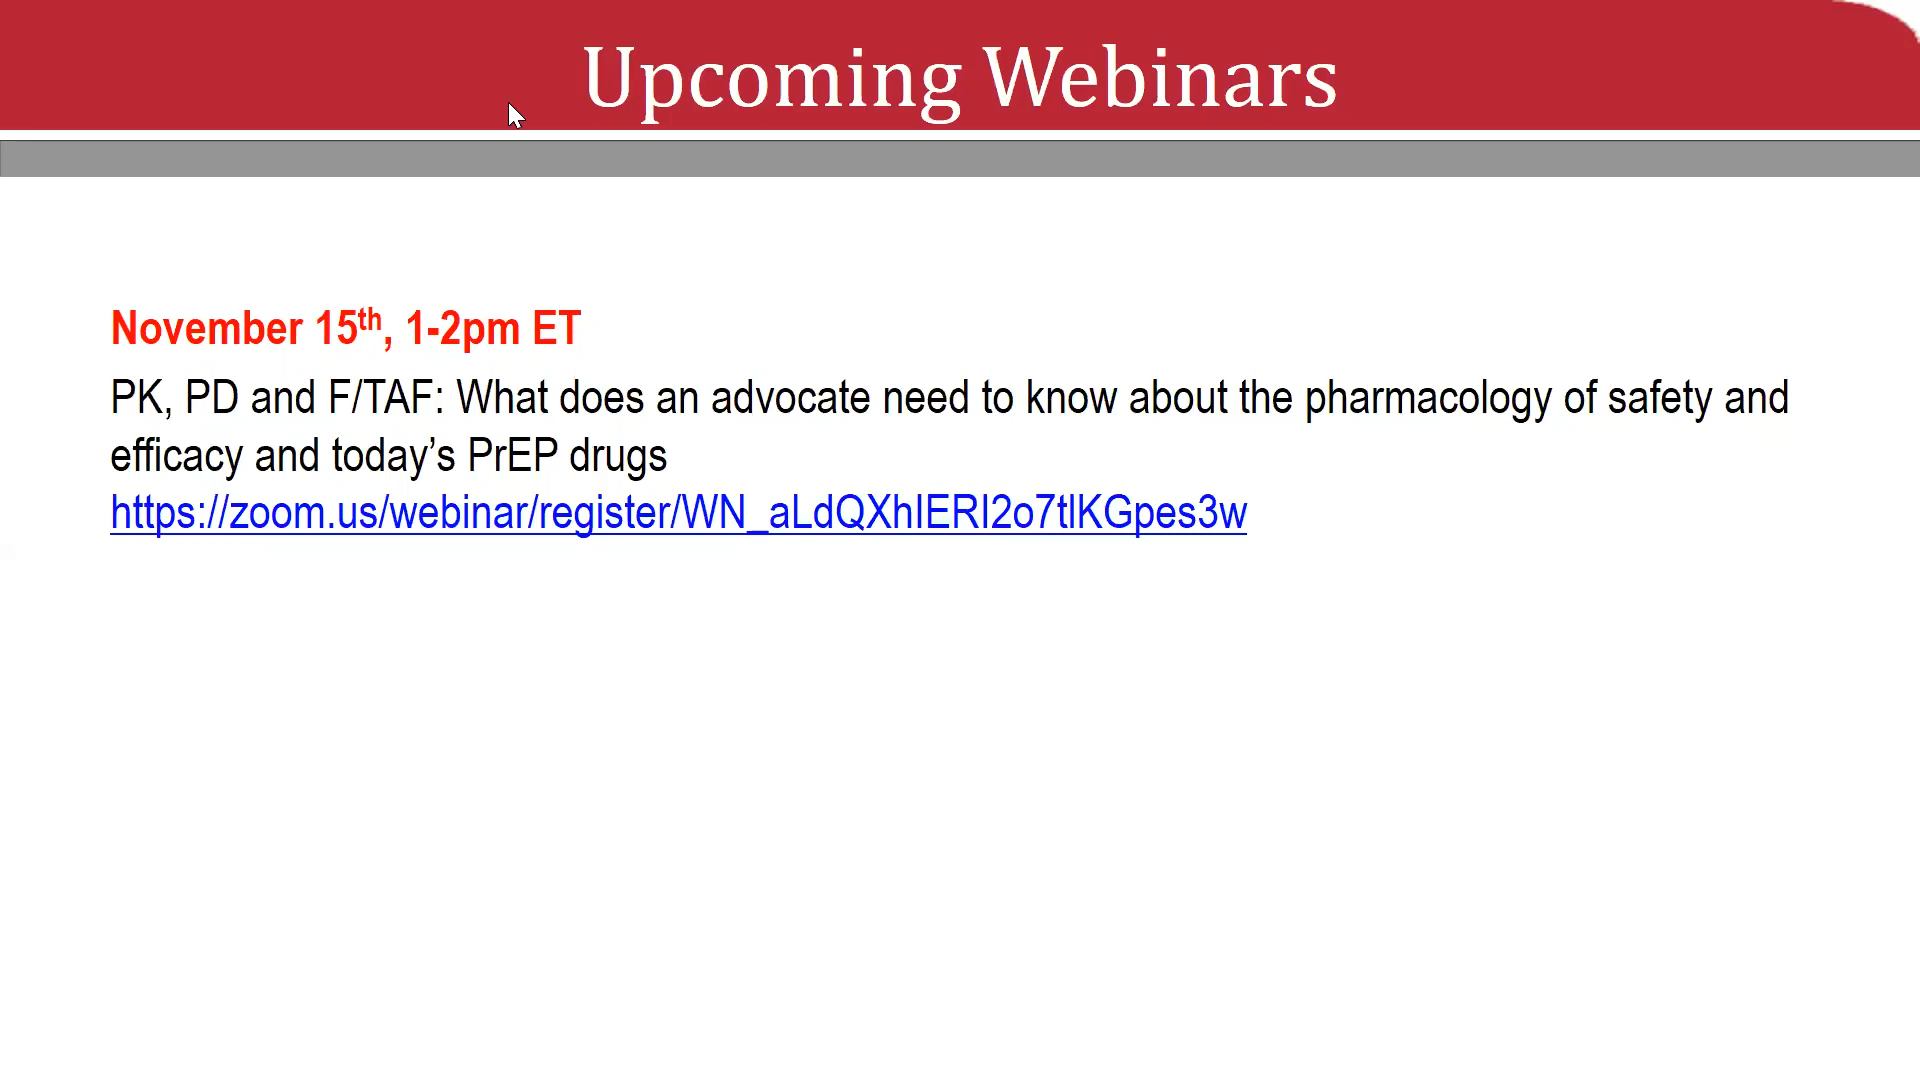 Upcoming Webinars
November 15th, 1-2pm ET
PK, PD and F/TAF: What does an advocate need to know about the pharmacology of safety and
efficacy and today’s PrEP drugs
https://zoom.us/webinar/register/WN_aLdQXhIERI2o7tlKGpes3w